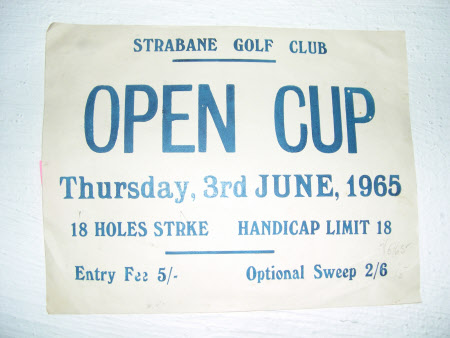 STRABANE GOLF CLUB
OPEN CUP
Thursday, 3rd JUNE, 1965
18 HOLES STRKE HANDICAP LIMIT 18
Entry Fee 5/- Optional Sweep 2/6